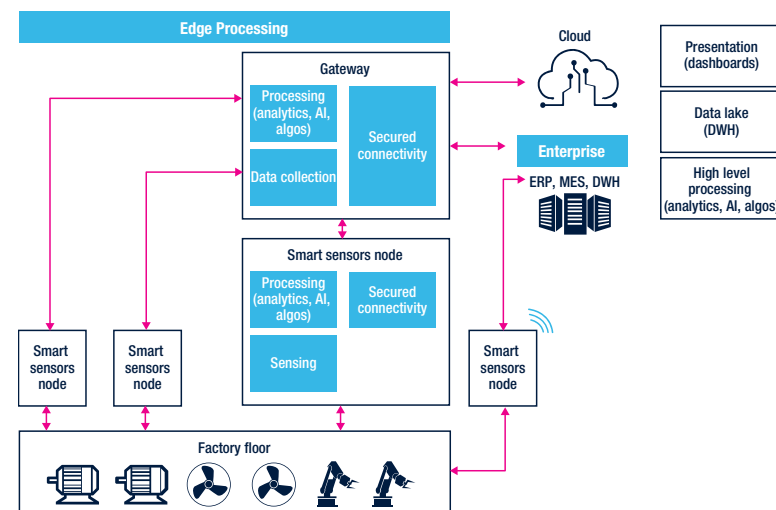 Edge Processing
Gateway
Processing
(analytics, AI,
algos)
Data collection
Secured
connectivity
Cloud
Enterprise
ERP, MES, DWH
Presentation
(dashboards)
Data lake
(DWH)
High level
processing
(analytics, AI, algos)
Smart sensors node
Processing
(analytics, AI,
algos)
Secured
connectivity
Sensing
Smart
sensors
node
Smart
sensors
node
Smart
sensors
node
Factory floor